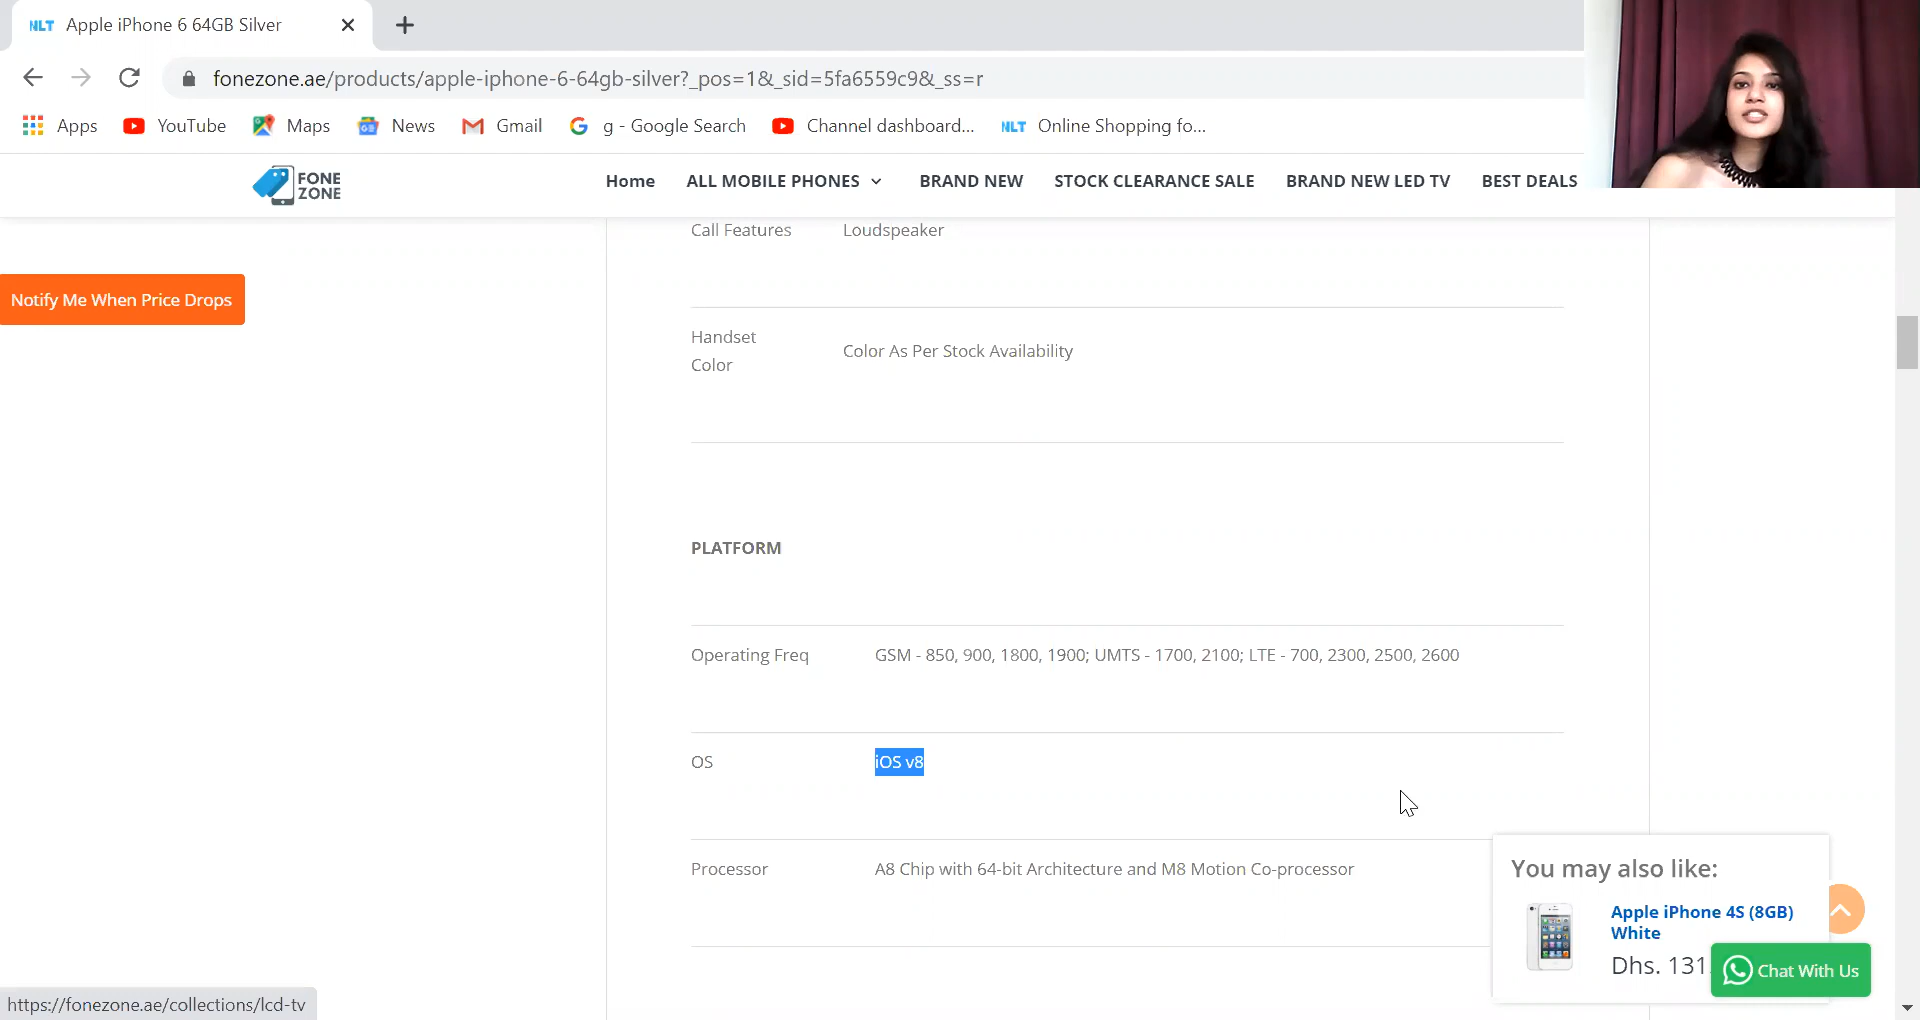 NLT Apple iPhone 6 64GB Silver
fonezone.ae/products/apple-iphone-6-64gb-silver?_pos=1&_sid=5fa6559c9&_ss=r
Apps YouTube Maps News Gmail g - Google Search Channel dashboard... NLT Online Shopping fo...
FONE
ZONE
Home ALL MOBILE PHONES BRAND NEW STOCK CLEARANCE SALE BRAND NEW LED TV BEST DEALS
Call Features Loudspeaker
Notify Me When Price Drops
Handset
Color
Color As Per Stock Availability
PLATFORM
Operating Freq GSM - 850, 900, 1800, 1900; UMTS - 1700, 2100; LTE - 700, 2300, 2500, 2600
OS iOS v8
Processor A8 Chip with 64-bit Architecture and M8 Motion Co-processor
You may also like:
Apple iPhone 4S (8GB)
White
Dhs. 131
Chat With Us
https://fonezone.ae/collections/lcd-tv